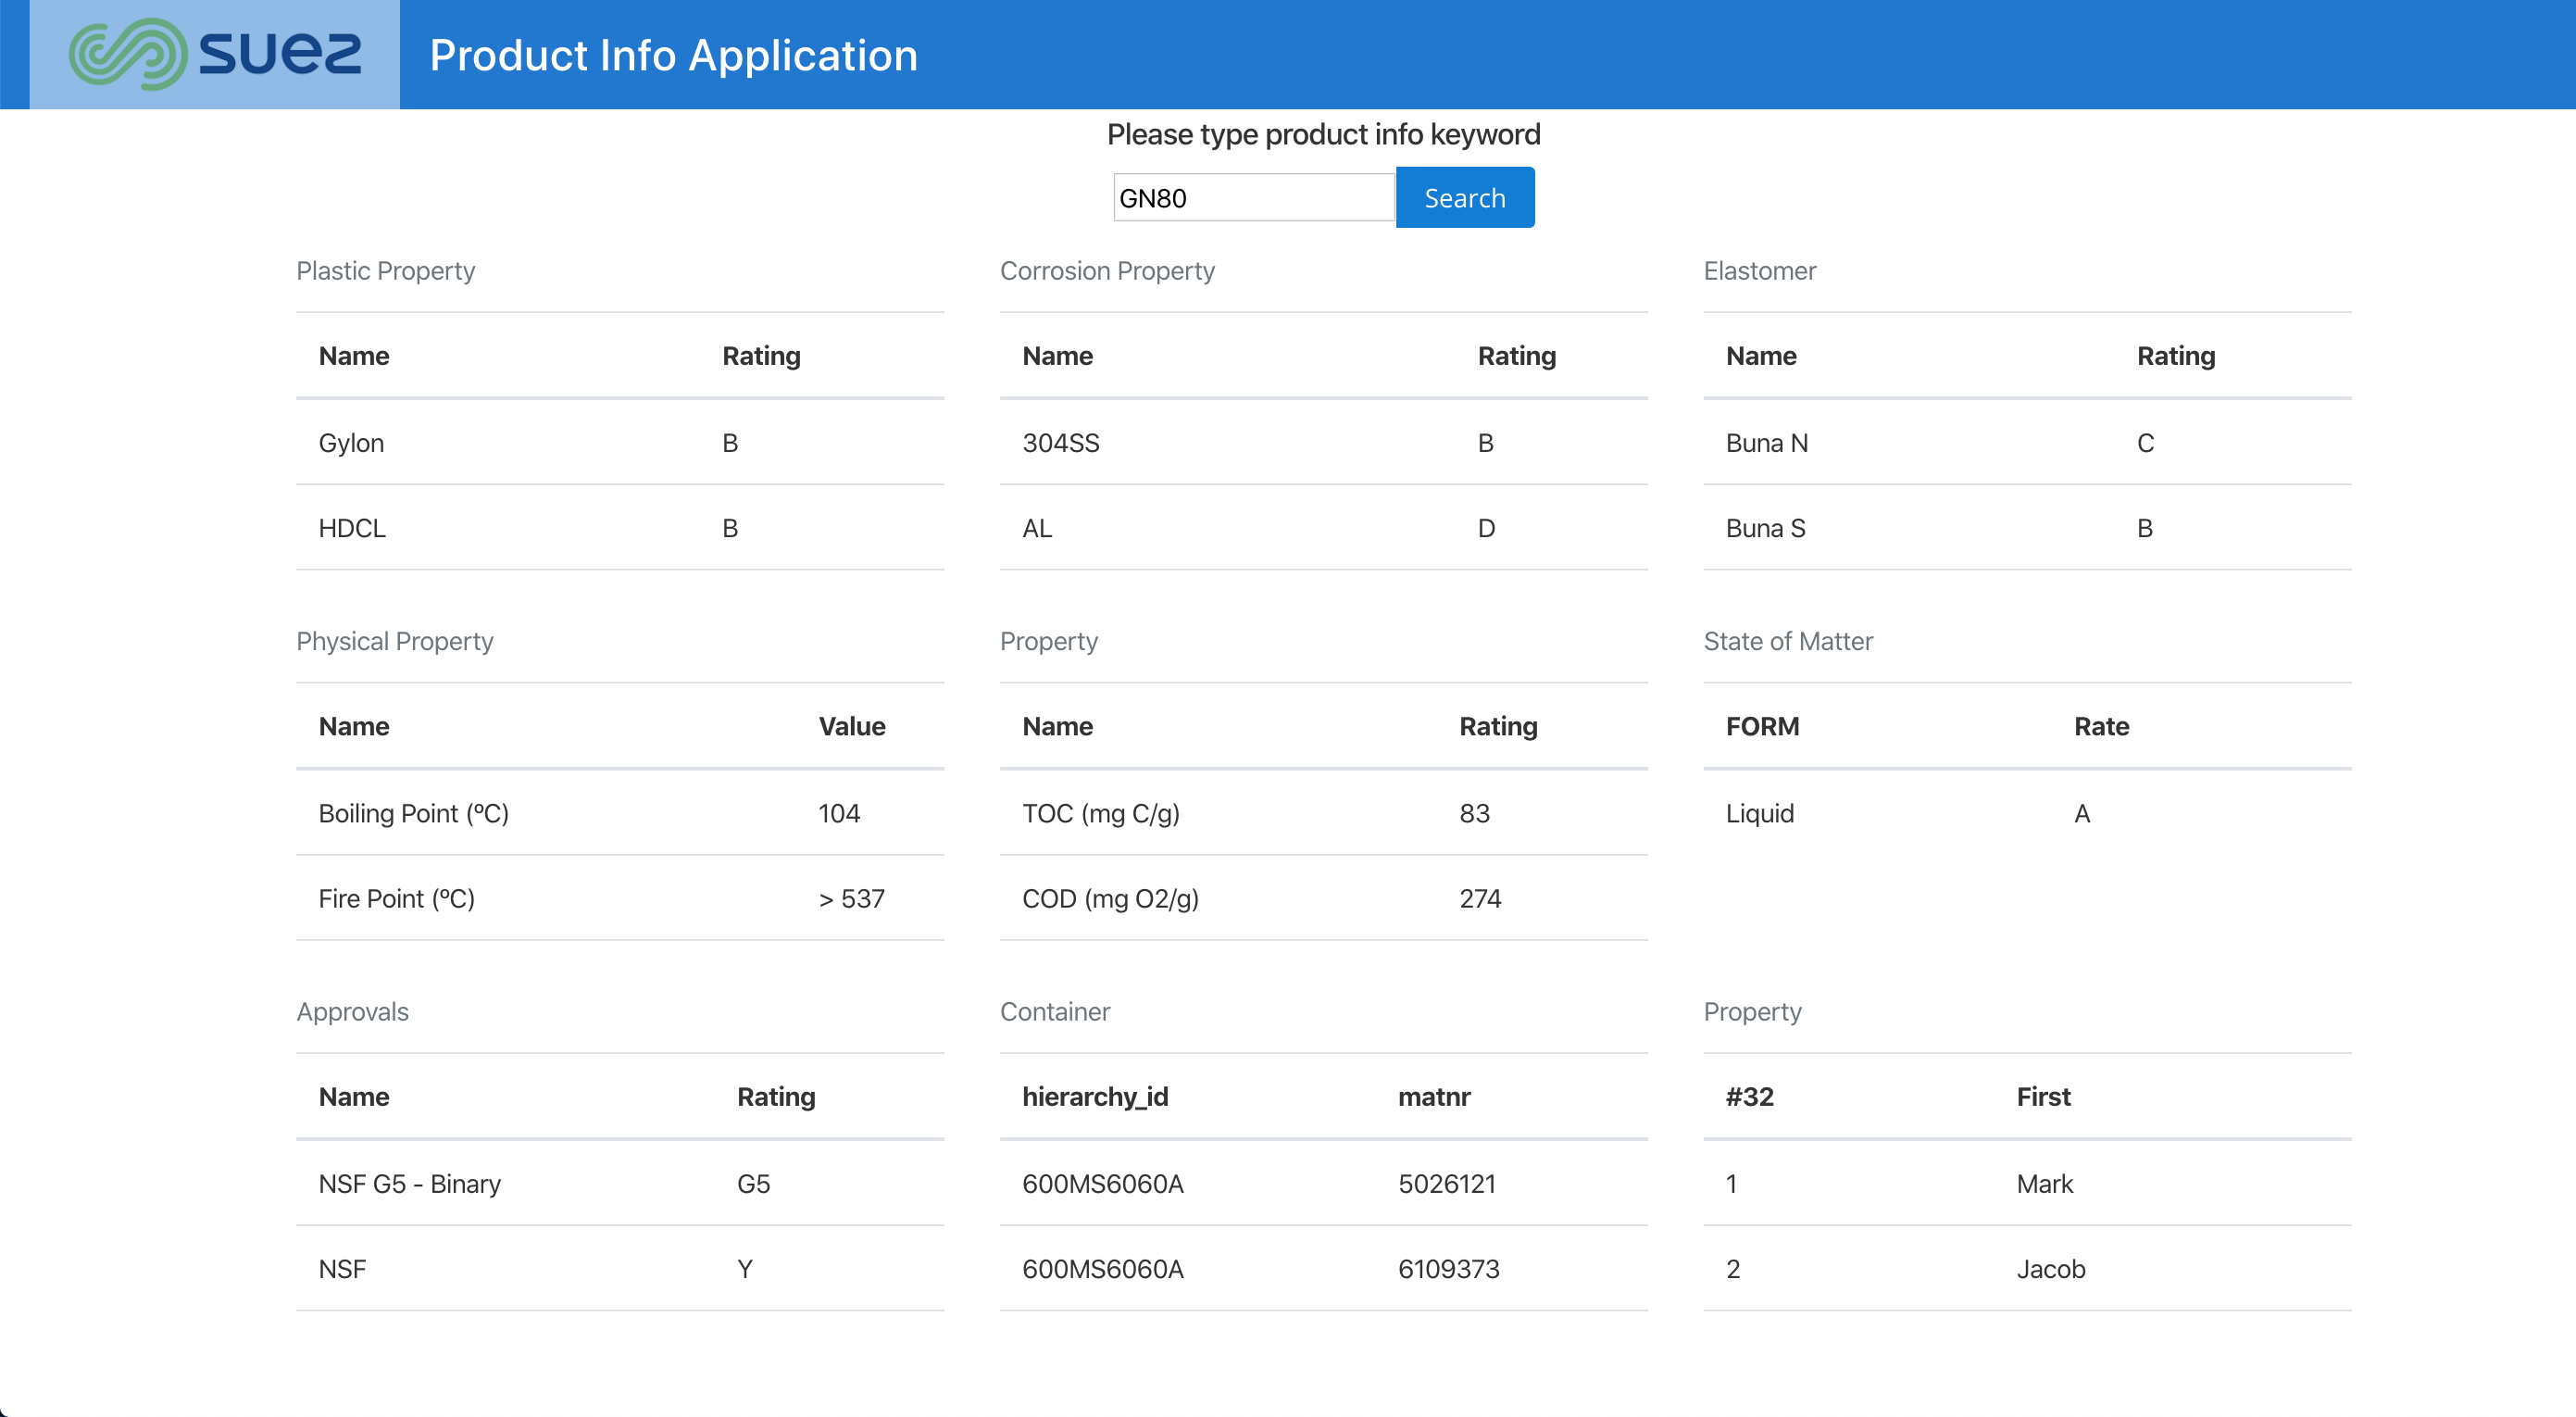 suez
Product Info Application
Please type product info keyword
GN80 Search
Plastic Property
Name Rating
Gylon B
HDCL B
Corrosion Property
Name Rating
304SS B
AL D
Elastomer
Name Rating
Buna N C
Buna S B
Physical Property
Name Value
Boiling Point (ºC) 104
Fire Point (ºC) > 537
Property
Name Rating
TOC (mg C/g) 83
COD (mg O2/g) 274
State of Matter
FORM Rate
Liquid A
Approvals
Name Rating
NSF G5 - Binary G5
NSF Y
Container
hierarchy_id matnr
600MS6060A 5026121
600MS6060A 6109373
Property
#32 First
1 Mark
2 Jacob